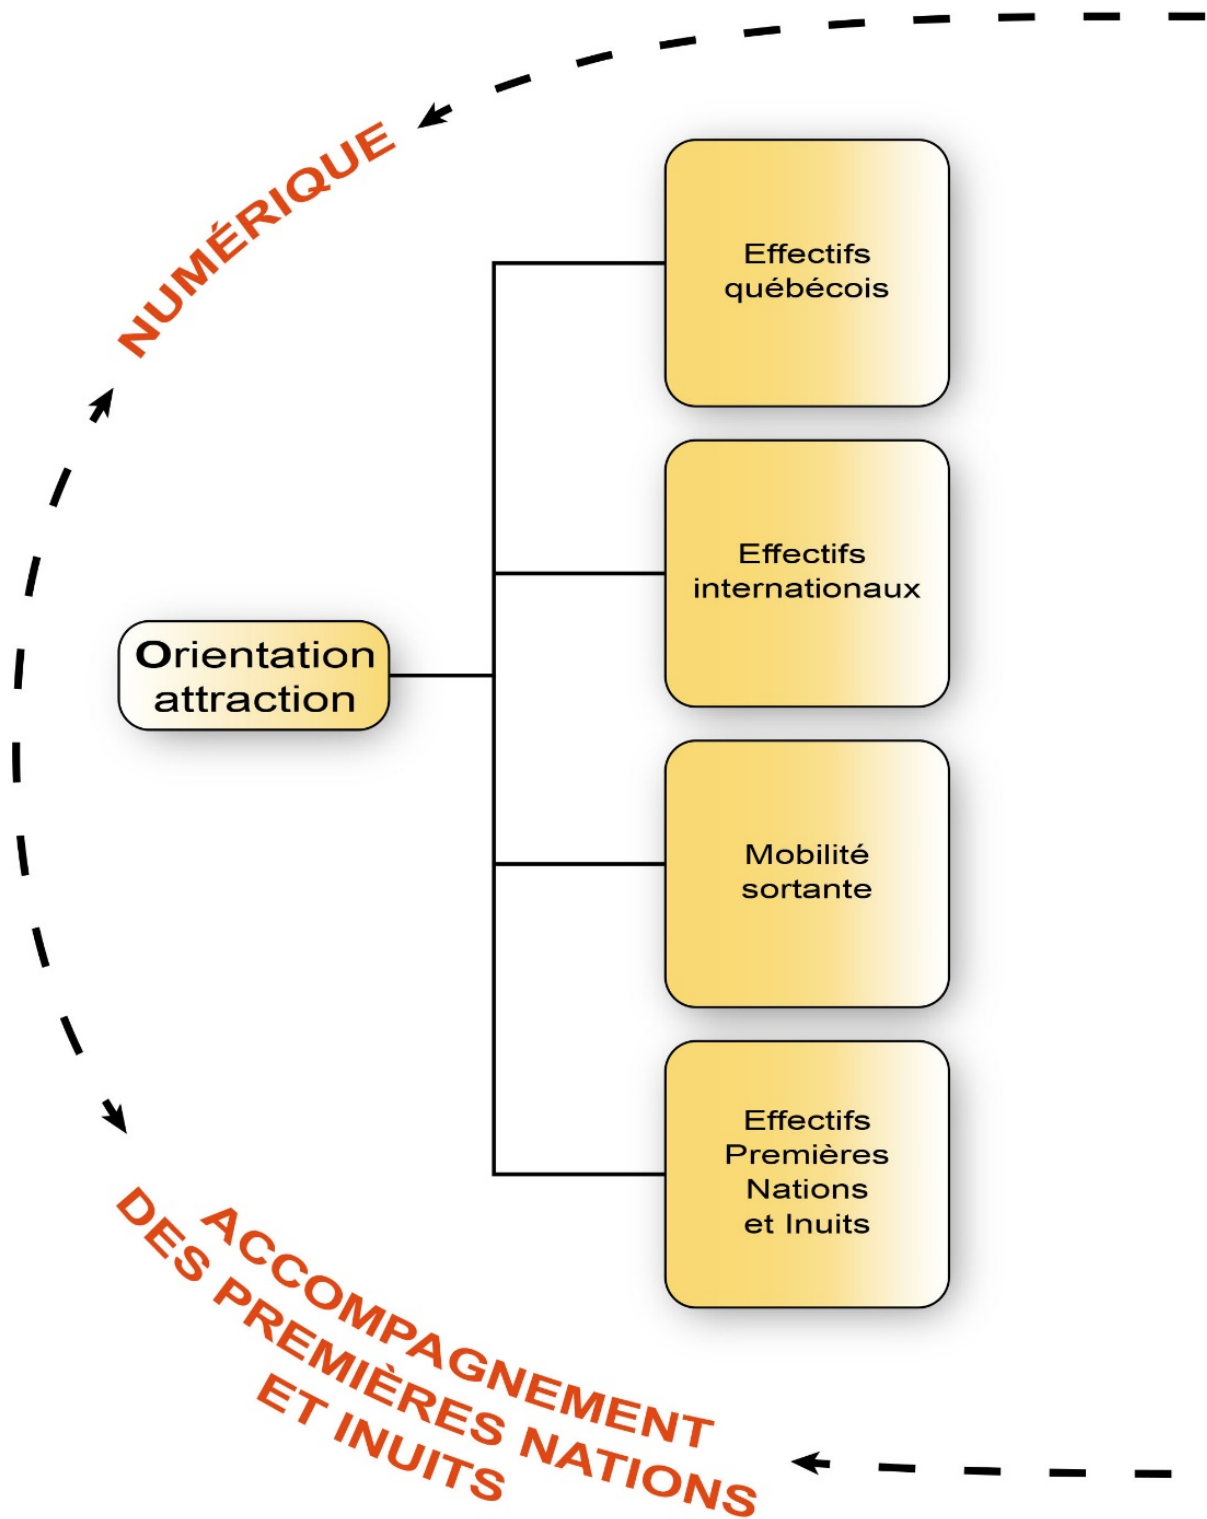 NUMÉRIQUE
Effectifs
québécois
Effectifs
internationaux
Orientation
attraction
Mobilité
sortante
Effectifs
Premières
Nations
et Inuits
ACCOMPAGNEMENT
DES PREMIÈRES NATIONS
ET INUITS